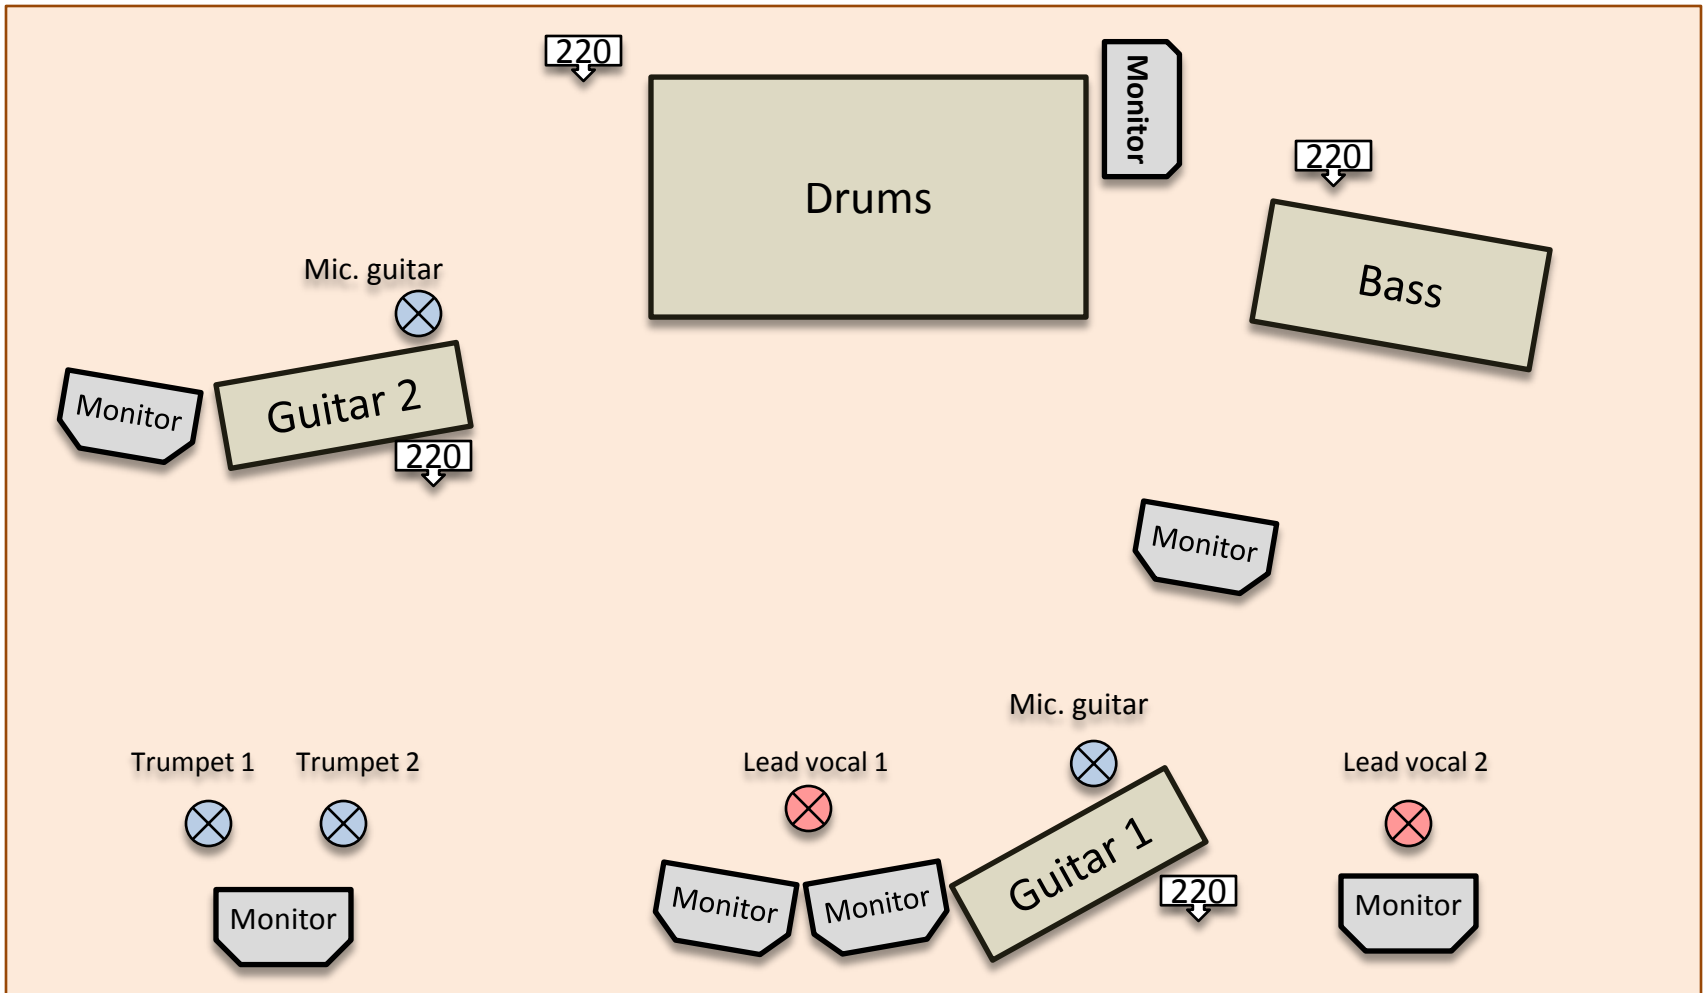 220
Monitor
Drums
220
Bass
Mic. guitar
Monitor
Guitar 2
220
Monitor
Mic. guitar
Trumpet 1
Trumpet 2
Lead vocal 1
Lead vocal 2
Guitar 1
220
Monitor
Monitor
Monitor
Monitor